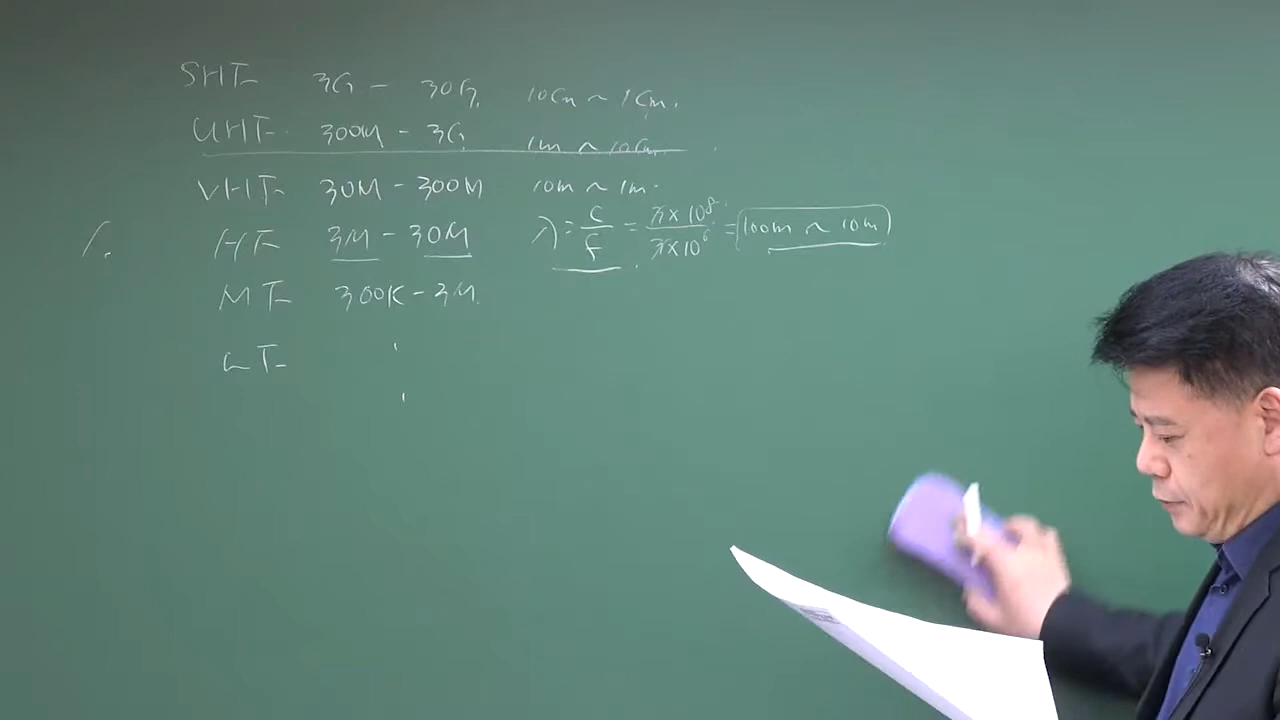 SHF 3G - 30G. 10Cm ~ 1Cm.
UHF 300M - 3G 1m ~ 10Cm
VHF 30M - 300M 10m ~ 1m.
1. HF 3M - 30M λ = C/f = 3×10⁸/3×10⁶ = 100m ~ 10m
MF 300K - 3M.
LF